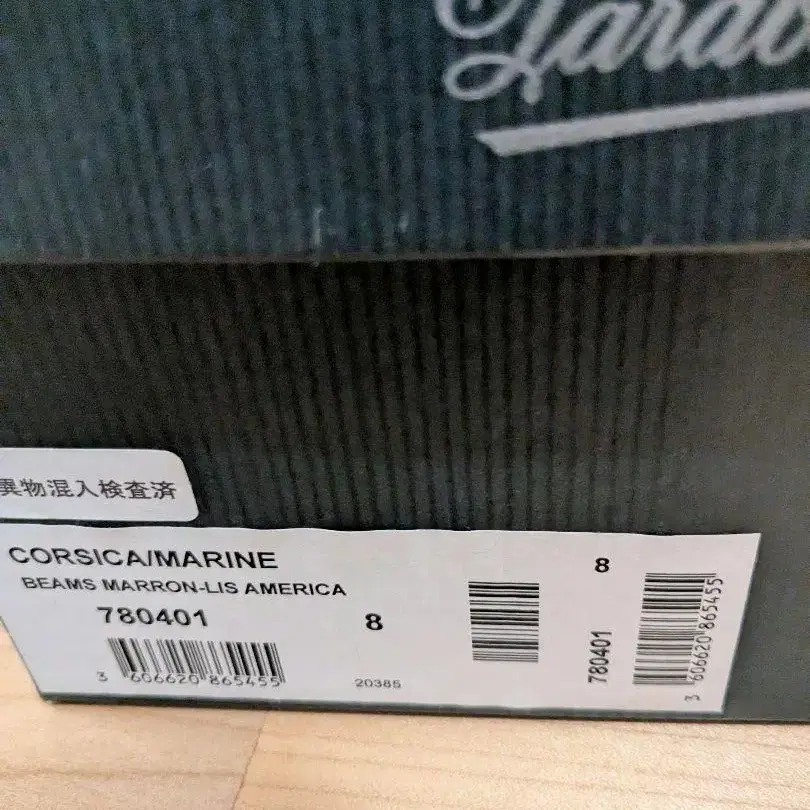 異物混入検査済
CORSICA/MARINE
BEAMS MARRON-LIS AMERICA
780401
8
3 606620 865455
20385
8
780401
3 606620 865455